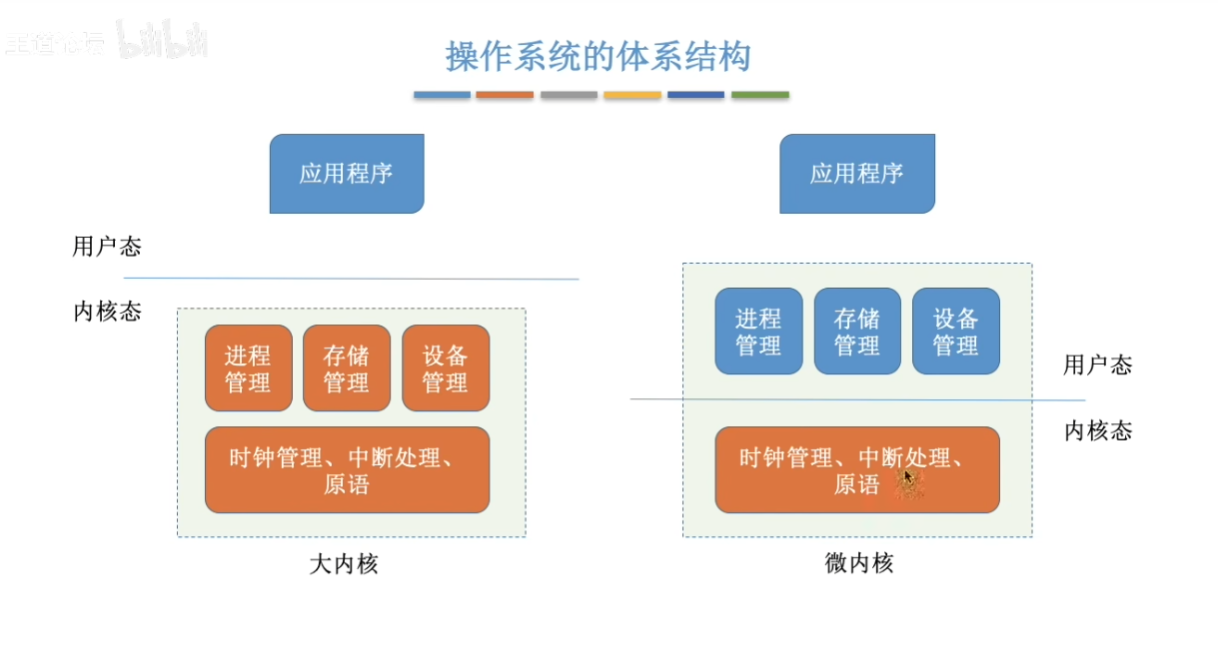 bilibili
操作系统的体系结构
应用程序
用户态
内核态
进程
管理
存储
管理
设备
管理
时钟管理、中断处理、
原语
大内核
应用程序
进程
管理
存储
管理
设备
管理
用户态
内核态
时钟管理、中断处理、
原语
微内核